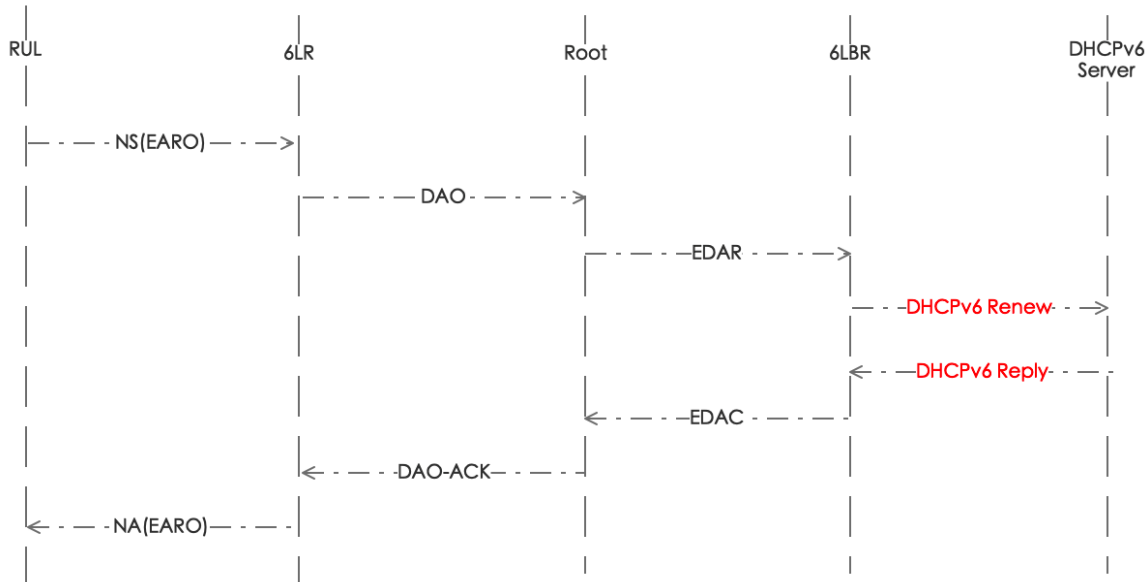 RUL
6LR
Root
6LBR
DHCPv6
Server
NS(EARO)
DAO
EDAR
DHCPv6 Renew
DHCPv6 Reply
EDAC
DAO-ACK
NA(EARO)